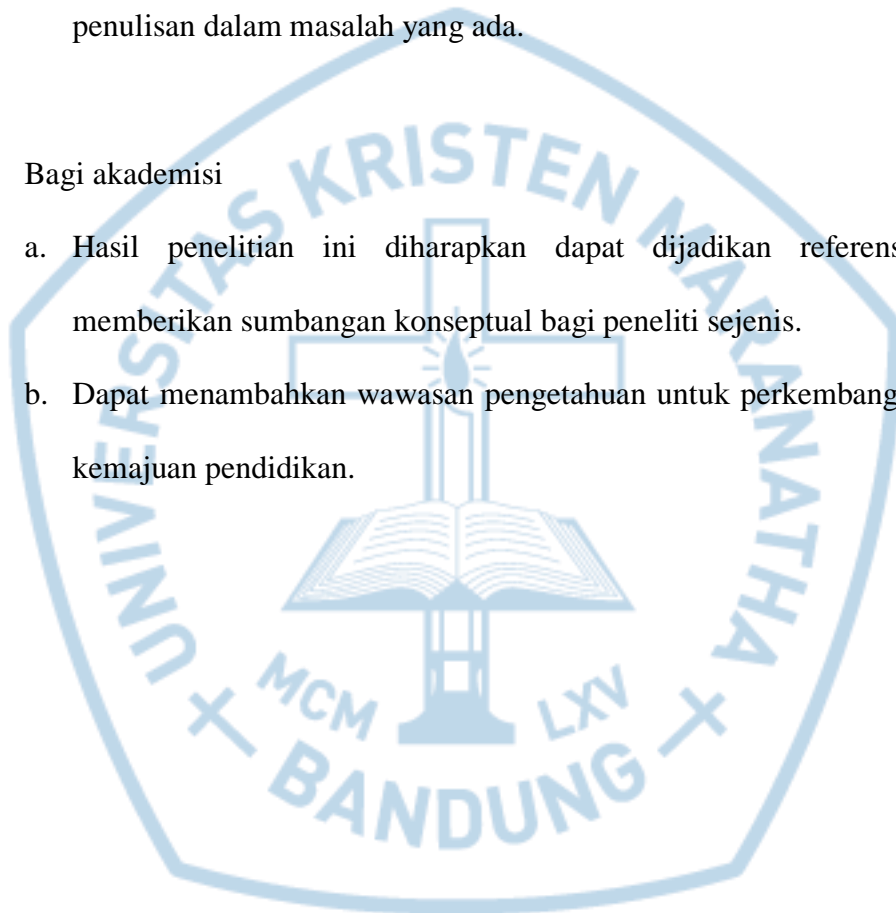 penulisan dalam masalah yang ada.
Bagi akademisi
a. Hasil penelitian ini diharapkan dapat dijadikan referens
memberikan sumbangan konseptual bagi peneliti sejenis.
b. Dapat menambahkan wawasan pengetahuan untuk perkembang
kemajuan pendidikan.
UNIVERSITAS KRISTEN MARANATHA
MCM LXV
BANDUNG